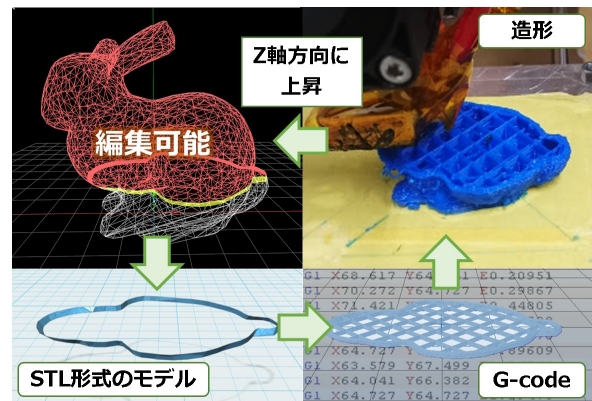 造形
Z軸方向に
上昇
編集可能
G1 X68.617 Y64. E0.20951
G1 X70.272 Y64.727 E0.29867
G1 X71.421 .44805
.89609
G1 X63.579 Y67.499
G1 X64.041 Y66.382
G1 X64.727 Y64.727
STL形式のモデル
G-code